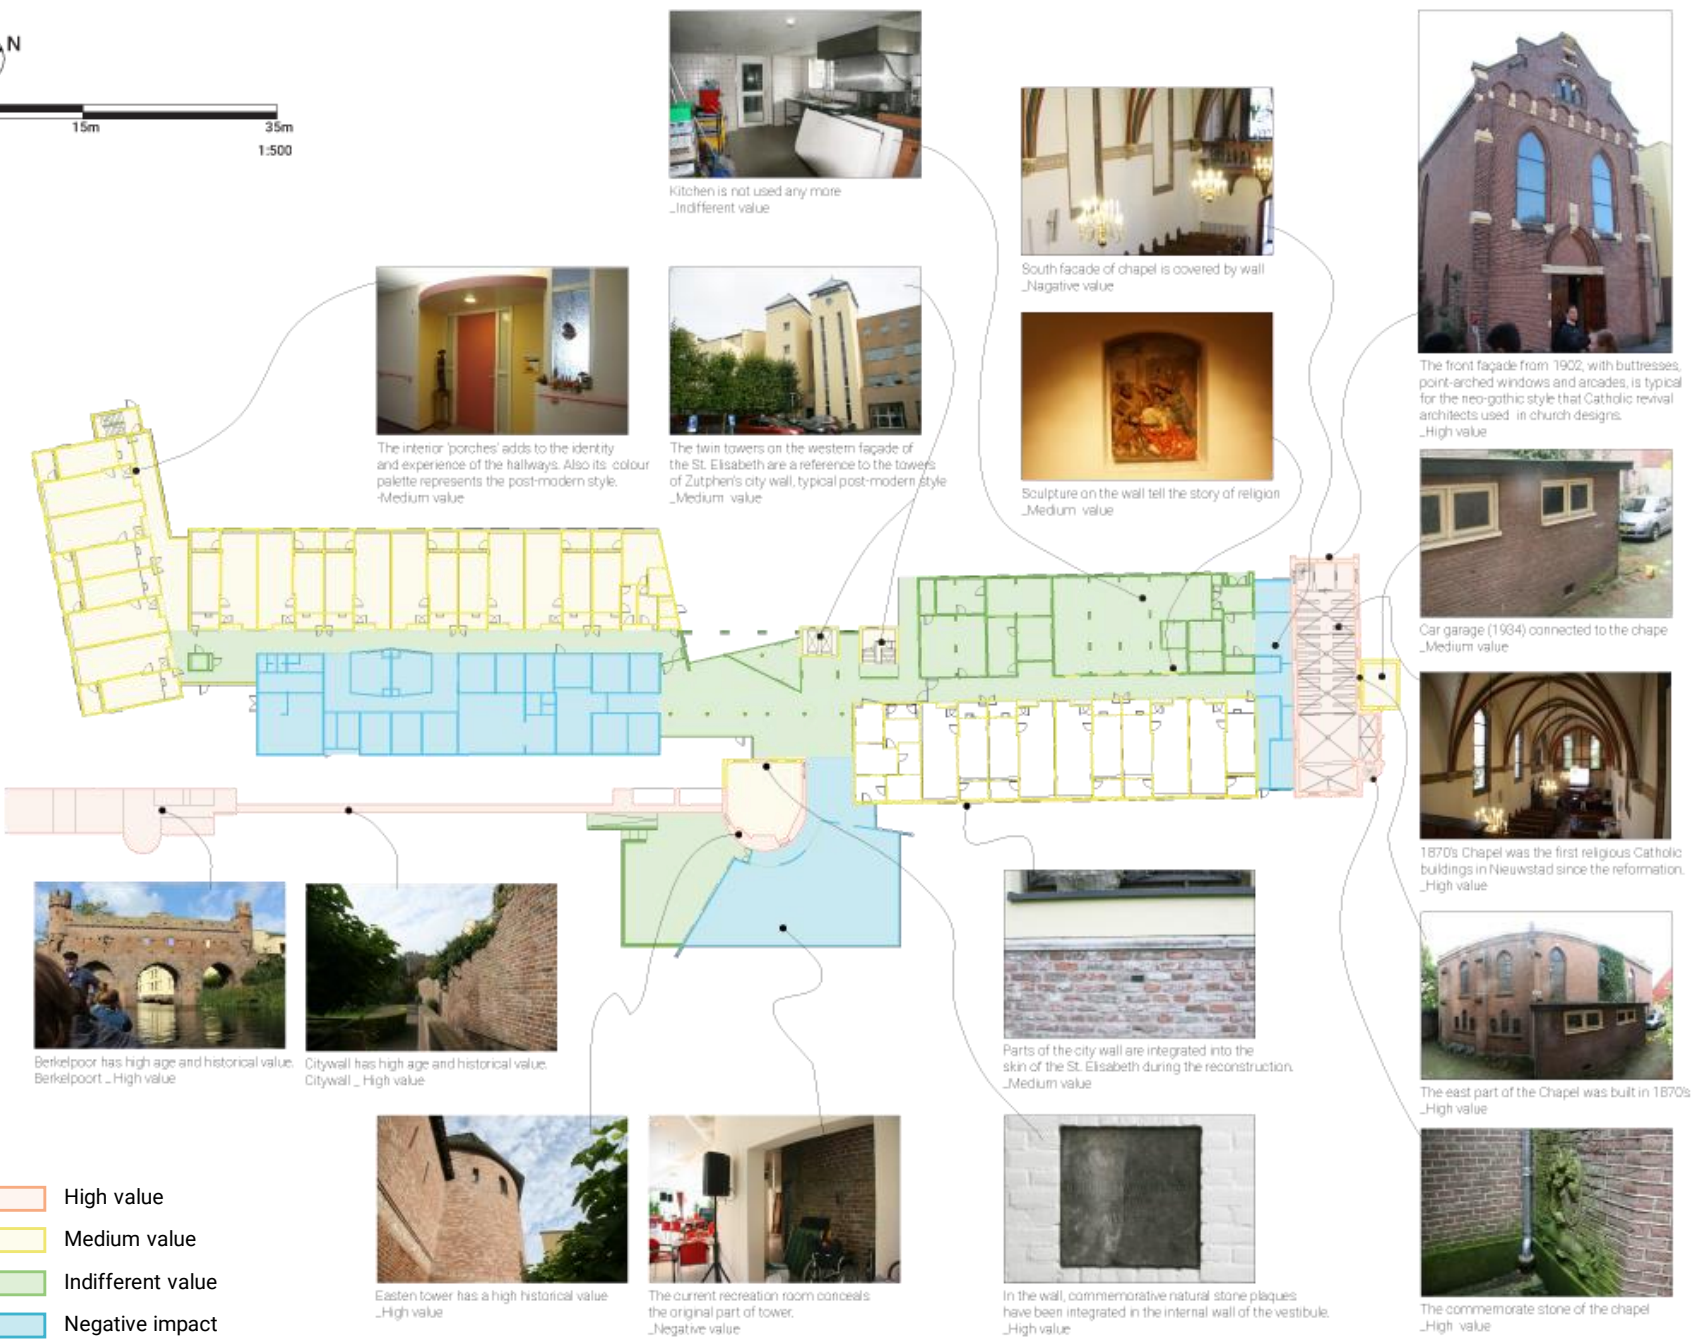 N
15m
35m
1:500
Kitchen is not used any more
_Indifferent value
South facade of chapel is covered by wall
_Nagative value
The front façade from 1902, with buttresses,
point-arched windows and arcades, is typical
for the neo-gothic style that Catholic revival
architects used in church designs.
_High value
The interior 'porches' adds to the identity
and experience of the hallways. Also its colour
palette represents the post-modern style.
-Medium value
The twin towers on the western façade of
the St. Elisabeth are a reference to the towers
of Zutphen's city wall, typical post-modern style
_Medium value
Sculpture on the wall tell the story of religion
_Medium value
Car garage (1934) connected to the chape
_Medium value
1870's Chapel was the first religious Catholic
buildings in Nieuwstad since the reformation.
_High value
Berkelpoor has high age and historical value.
Berkelpoort _ High value
Citywall has high age and historical value.
Citywall _ High value
Parts of the city wall are integrated into the
skin of the St. Elisabeth during the reconstruction.
_Medium value
The east part of the Chapel was built in 1870's
_High value
Easten tower has a high historical value
_High value
The current recreation room conceals
the original part of tower.
_Negative value
In the wall, commemorative natural stone plaques
have been integrated in the internal wall of the vestibule.
_High value
The commemorate stone of the chapel
_High value
High value
Medium value
Indifferent value
Negative impact